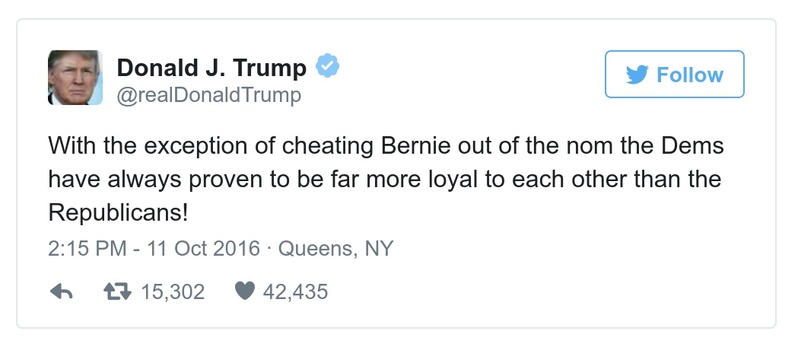 Donald J. Trump
@realDonaldTrump
Follow
With the exception of cheating Bernie out of the nom the Dems
have always proven to be far more loyal to each other than the
Republicans!
2:15 PM - 11 Oct 2016 · Queens, NY
15,302 42,435